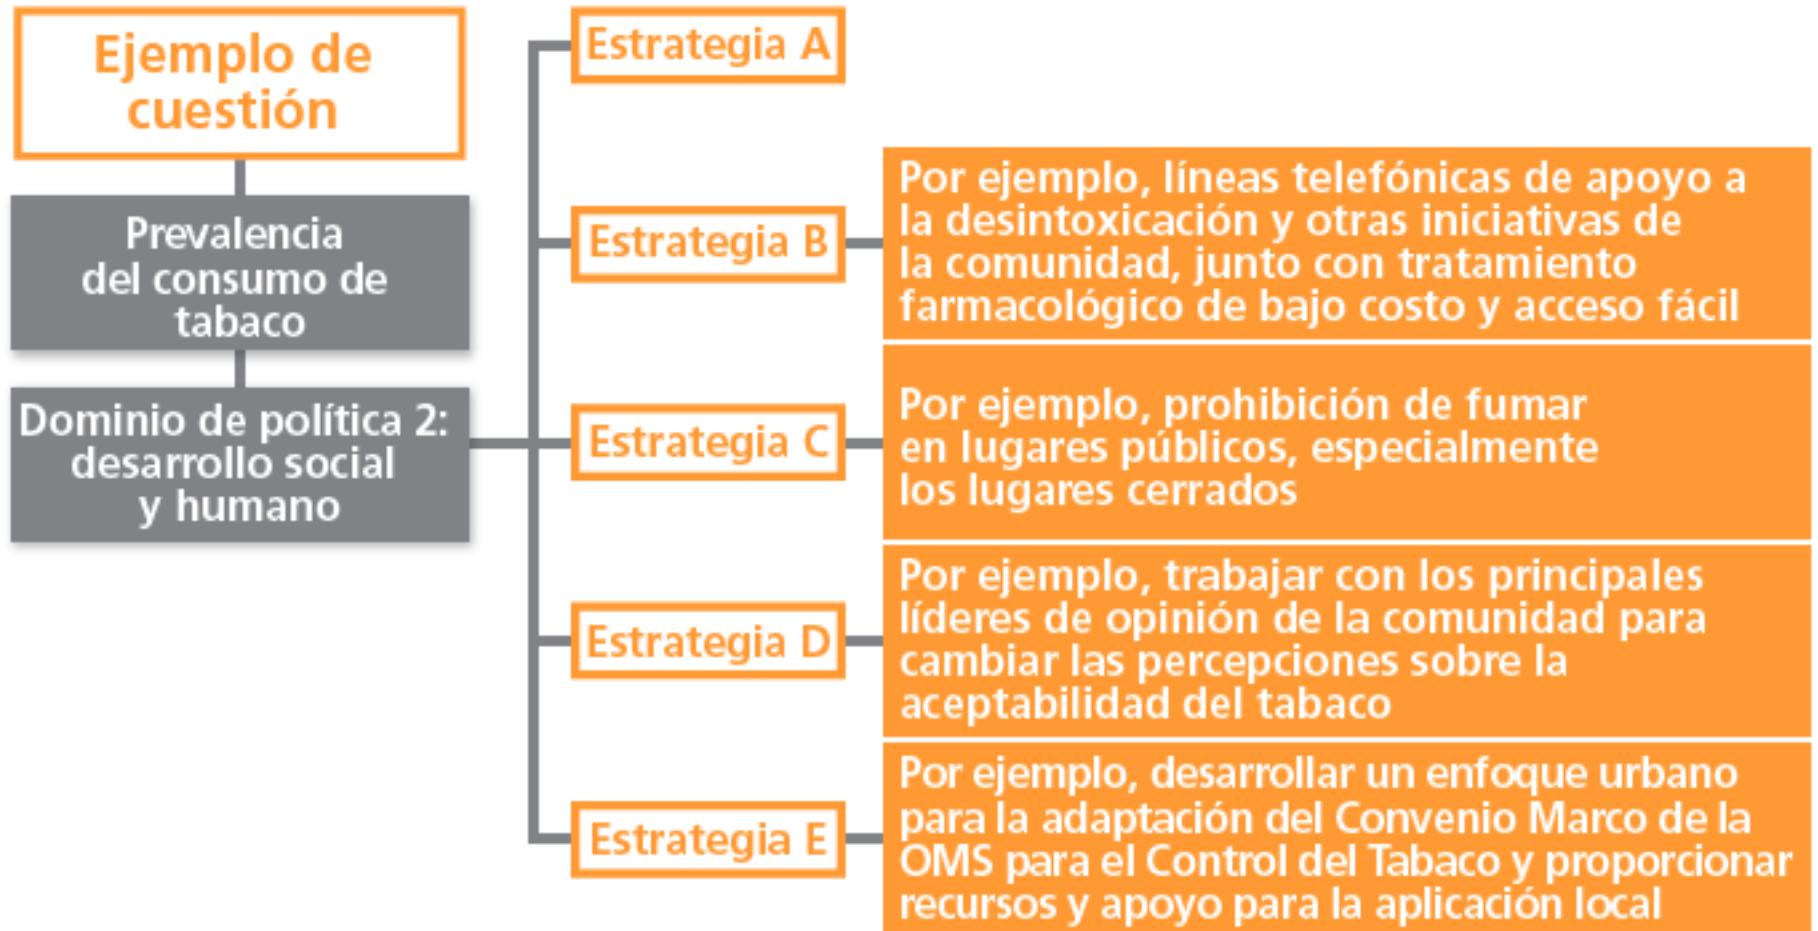 Ejemplo de
cuestión
Prevalencia
del consumo de
tabaco
Dominio de política 2:
desarrollo social
y humano
Estrategia A
Estrategia B
Por ejemplo, líneas telefónicas de apoyo a
la desintoxicación y otras iniciativas de
la comunidad, junto con tratamiento
farmacológico de bajo costo y acceso fácil
Estrategia C
Por ejemplo, prohibición de fumar
en lugares públicos, especialmente
los lugares cerrados
Estrategia D
Por ejemplo, trabajar con los principales
líderes de opinión de la comunidad para
cambiar las percepciones sobre la
aceptabilidad del tabaco
Estrategia E
Por ejemplo, desarrollar un enfoque urbano
para la adaptación del Convenio Marco de la
OMS para el Control del Tabaco y proporcionar
recursos y apoyo para la aplicación local